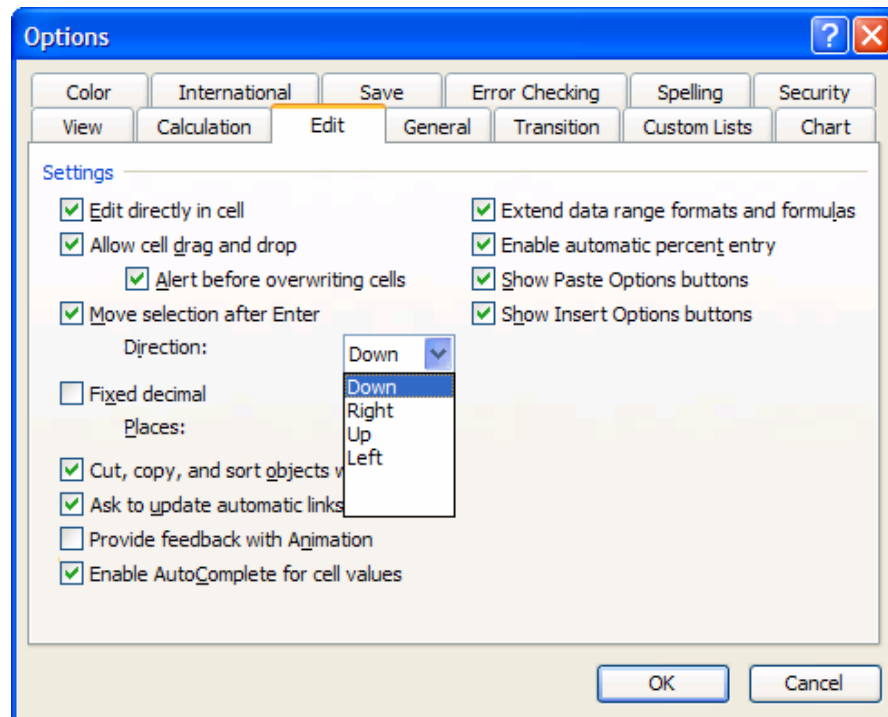 Options
Color International Save Error Checking Spelling Security
View Calculation Edit General Transition Custom Lists Chart
Settings
Edit directly in cell
Allow cell drag and drop
Alert before overwriting cells
Move selection after Enter
Direction:
Down
Down
Right
Up
Left
Fixed decimal
Places:
Cut, copy, and sort objects
Ask to update automatic links
Provide feedback with Animation
Enable AutoComplete for cell values
Extend data range formats and formulas
Enable automatic percent entry
Show Paste Options buttons
Show Insert Options buttons
OK Cancel